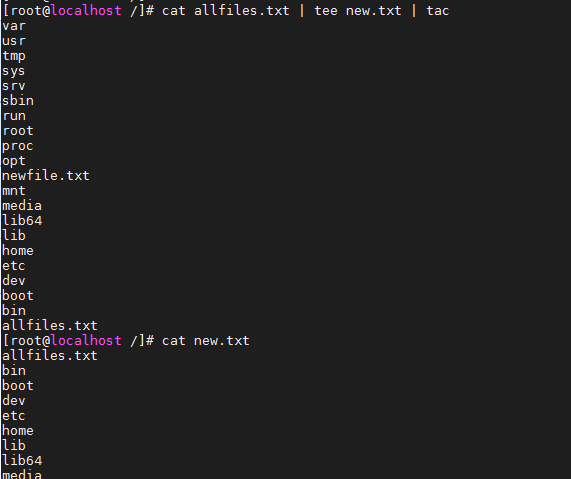 [root@localhost /]# cat allfiles.txt | tee new.txt | tac
var
usr
tmp
sys
srv
sbin
run
root
proc
opt
newfile.txt
mnt
media
lib64
lib
home
etc
dev
boot
bin
allfiles.txt
[root@localhost /]# cat new.txt
allfiles.txt
bin
boot
dev
etc
home
lib
lib64
media